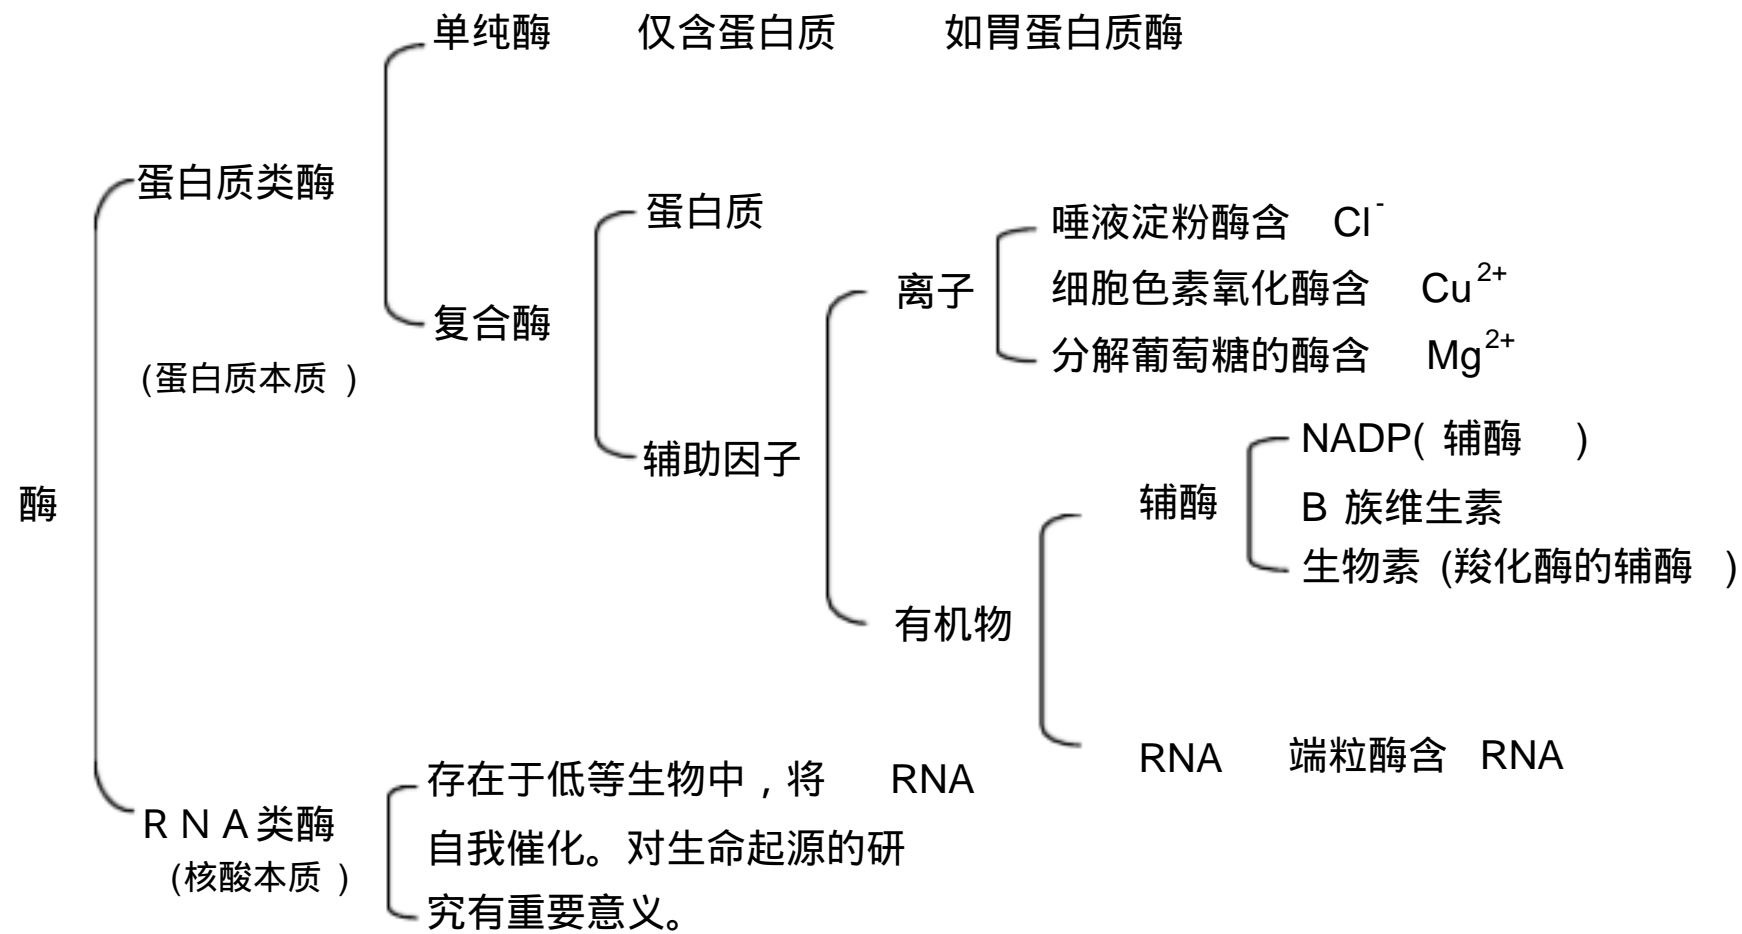 单纯酶 仅含蛋白质 如胃蛋白质酶
蛋白质类酶
(蛋白质本质 )
蛋白质
复合酶
离子
唾液淀粉酶含 Cl⁻
细胞色素氧化酶含 Cu²⁺
分解葡萄糖的酶含 Mg²⁺
辅助因子
酶
辅酶
NADP( 辅酶 )
B 族维生素
生物素 (羧化酶的辅酶 )
有机物
RNA 端粒酶含 RNA
RNA类酶
(核酸本质 )
存在于低等生物中，将 RNA
自我催化。对生命起源的研
究有重要意义。